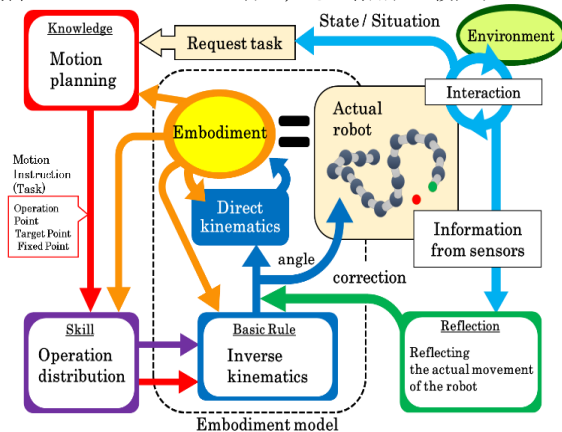 Knowledge
Motion
planning
Request task
State / Situation
Environment
Interaction
Embodiment
Actual
robot
Direct
kinematics
Motion
Instruction
(Task)
Operation
Point
Target Point
Fixed Point
angle
correction
Information
from sensors
Skill
Operation
distribution
Basic Rule
Inverse
kinematics
Reflection
Reflecting
the actual movement
of the robot
Embodiment model